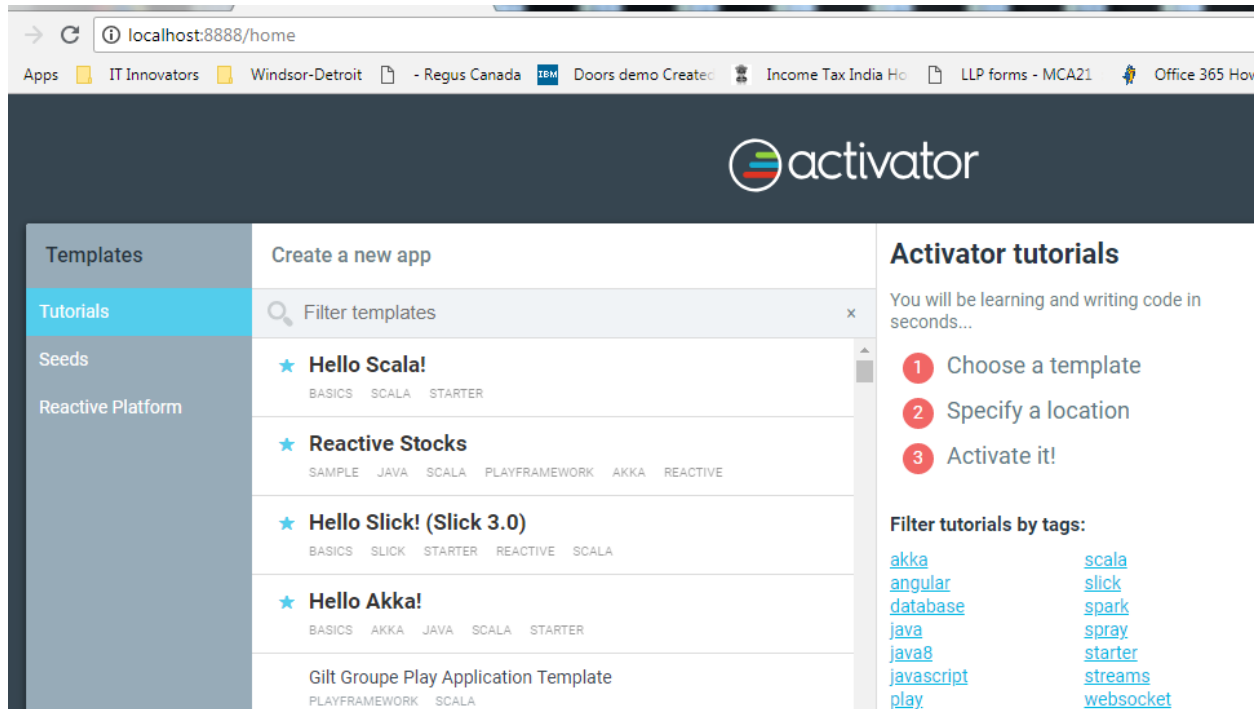 localhost:8888/home
Apps IT Innovators Windsor-Detroit - Regus Canada IBM Doors demo Created Income Tax India Ho LLP forms - MCA21 Office 365 How
activator
Templates
Tutorials
Seeds
Reactive Platform
Create a new app
Filter templates ×
Hello Scala!
BASICS SCALA STARTER
Reactive Stocks
SAMPLE JAVA SCALA PLAYFRAMEWORK AKKA REACTIVE
Hello Slick! (Slick 3.0)
BASICS SLICK STARTER REACTIVE SCALA
Hello Akka!
BASICS AKKA JAVA SCALA STARTER
Gilt Groupe Play Application Template
PLAYFRAMEWORK SCALA
Activator tutorials
You will be learning and writing code in
seconds...
1 Choose a template
2 Specify a location
3 Activate it!
Filter tutorials by tags:
akka
angular
database
java
java8
javascript
play
scala
slick
spark
spray
starter
streams
websocket